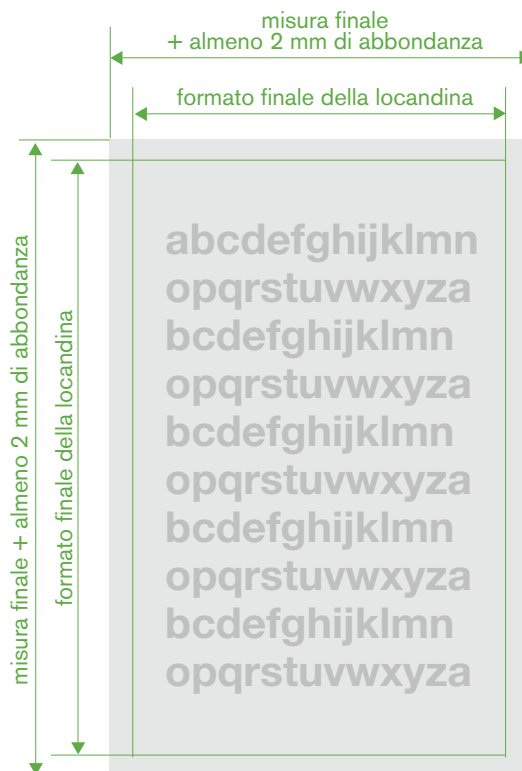 misura finale
+ almeno 2 mm di abbondanza
formato finale della locandina
misura finale + almeno 2 mm di abbondanza
formato finale della locandina
abcdefghijklmn
opqrstuvwxyza
bcdefghijklmn
opqrstuvwxyza
bcdefghijklmn
opqrstuvwxyza
bcdefghijklmn
opqrstuvwxyza
bcdefghijklmn
opqrstuvwxyza